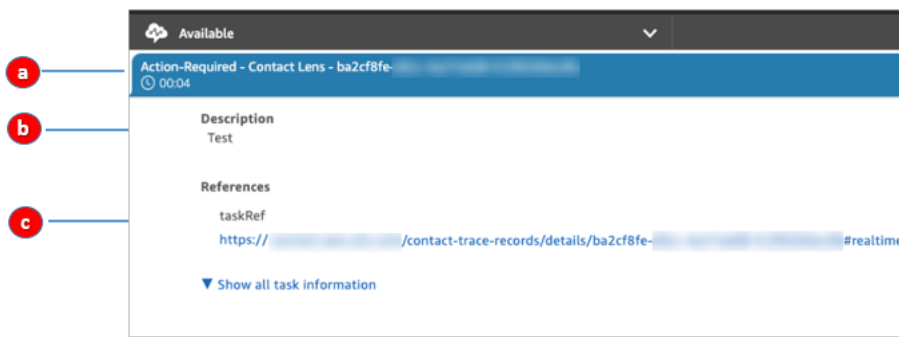 Available
a
Action-Required - Contact Lens - ba2cf8fe-
00:04
b
Description
Test
References
c
taskRef
https:// /contact-trace-records/details/ba2cf8fe- #realtime
Show all task information